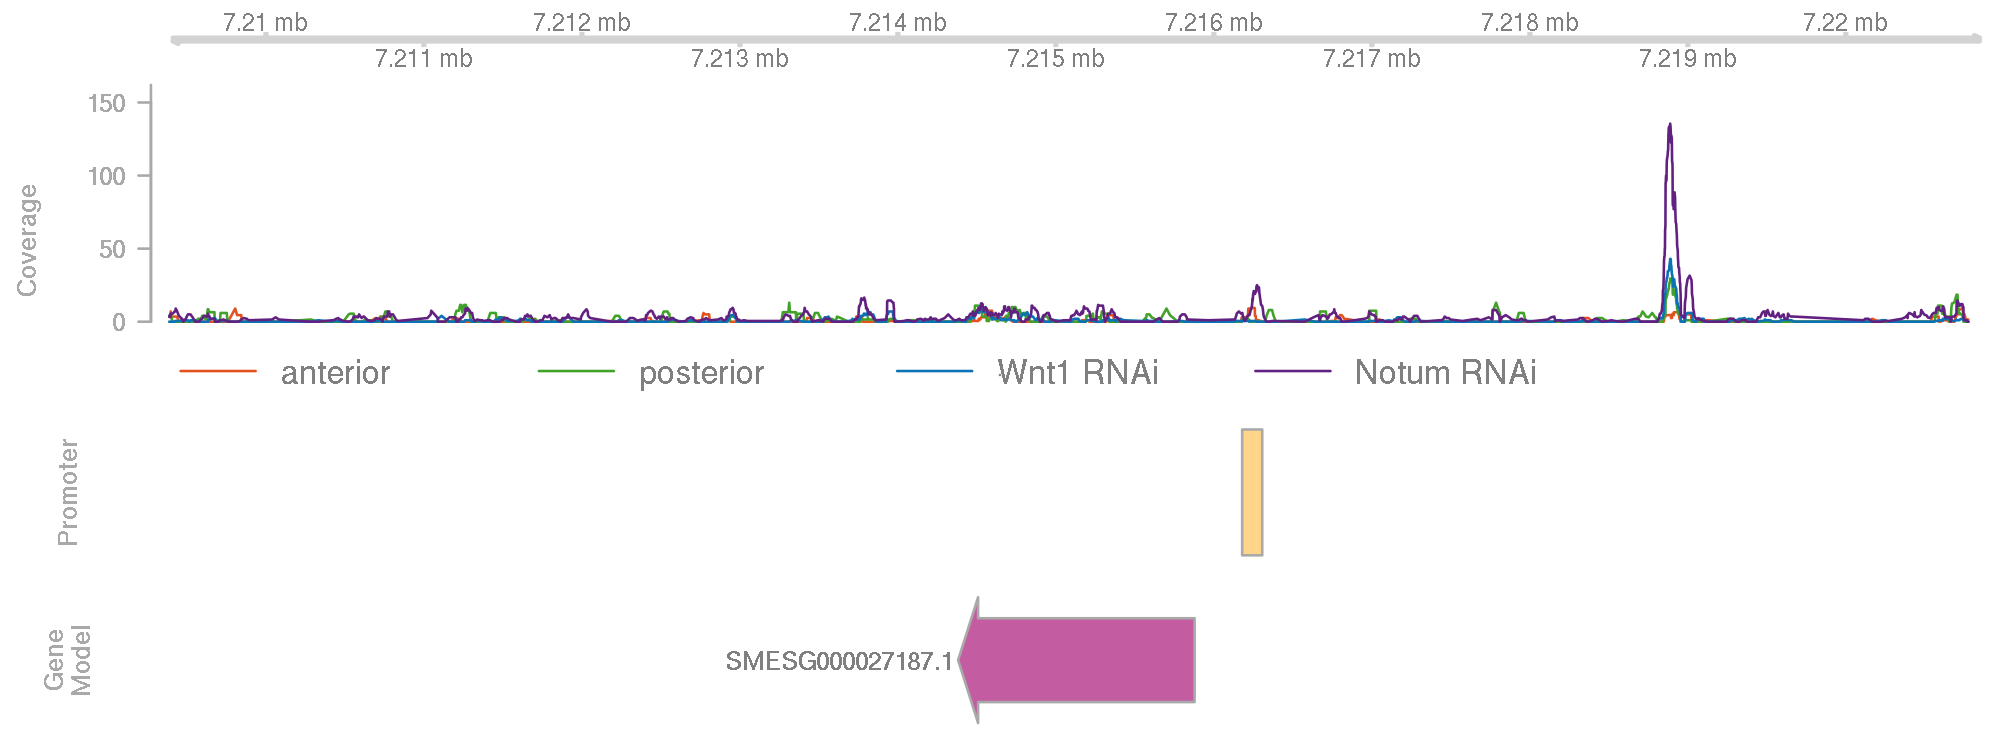 7.21 mb 7.212 mb 7.214 mb 7.216 mb 7.218 mb 7.22 mb
7.211 mb 7.213 mb 7.215 mb 7.217 mb 7.219 mb
150
100
50
0
Coverage
anterior posterior Wnt1 RNAi Notum RNAi
Promoter
Gene
Model
SMESG000027187.1